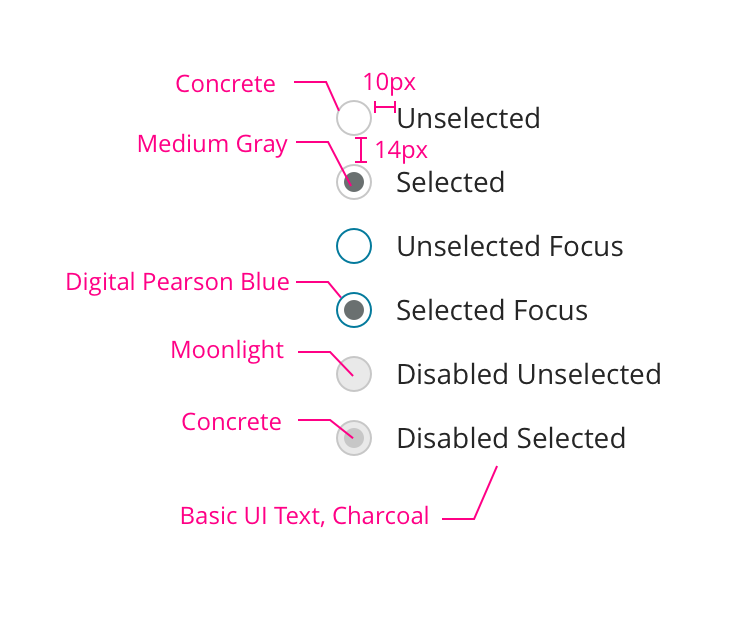 Concrete
10px
Unselected
Medium Gray
14px
Selected
Unselected Focus
Digital Pearson Blue
Selected Focus
Moonlight
Disabled Unselected
Concrete
Disabled Selected
Basic UI Text, Charcoal